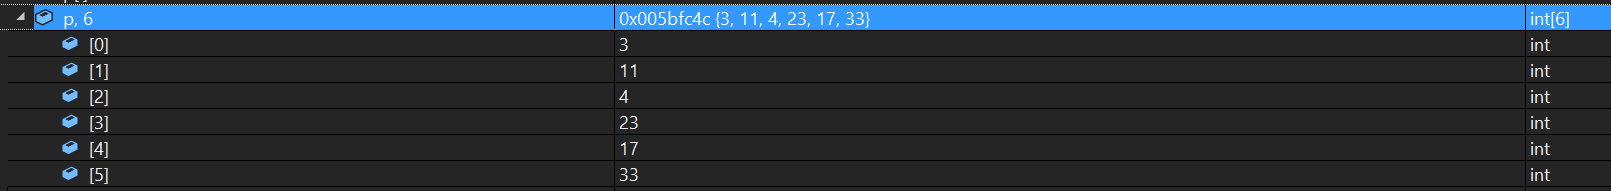 p, 6 0x005bfc4c {3, 11, 4, 23, 17, 33} int[6]
[0] 3 int
[1] 11 int
[2] 4 int
[3] 23 int
[4] 17 int
[5] 33 int